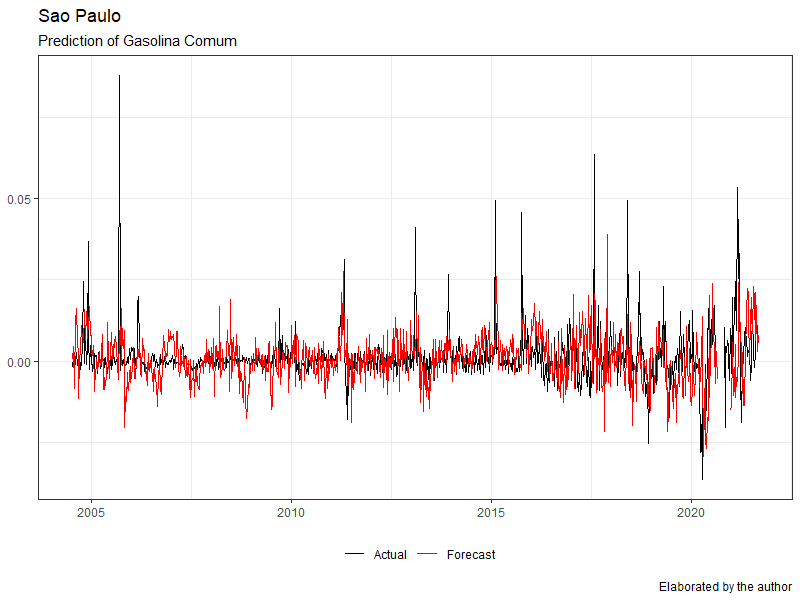 Sao Paulo
Prediction of Gasolina Comum
0.05
0.00
2005 2010 2015 2020
Actual Forecast
Elaborated by the author